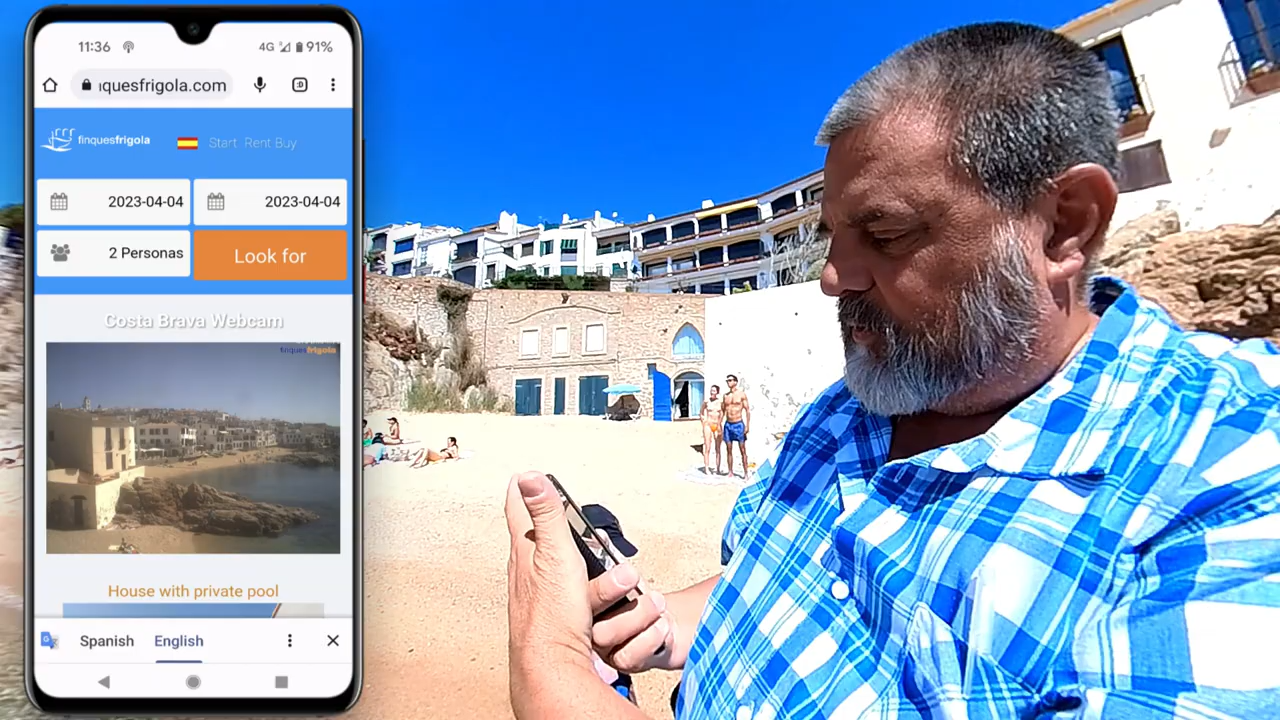 11:36 4G 91%
iquesfrigola.com
finquesfrigola Start Rent Buy
2023-04-04 2023-04-04
2 Personas Look for
Costa Brava Webcam
finquesfrigola
House with private pool
Spanish English